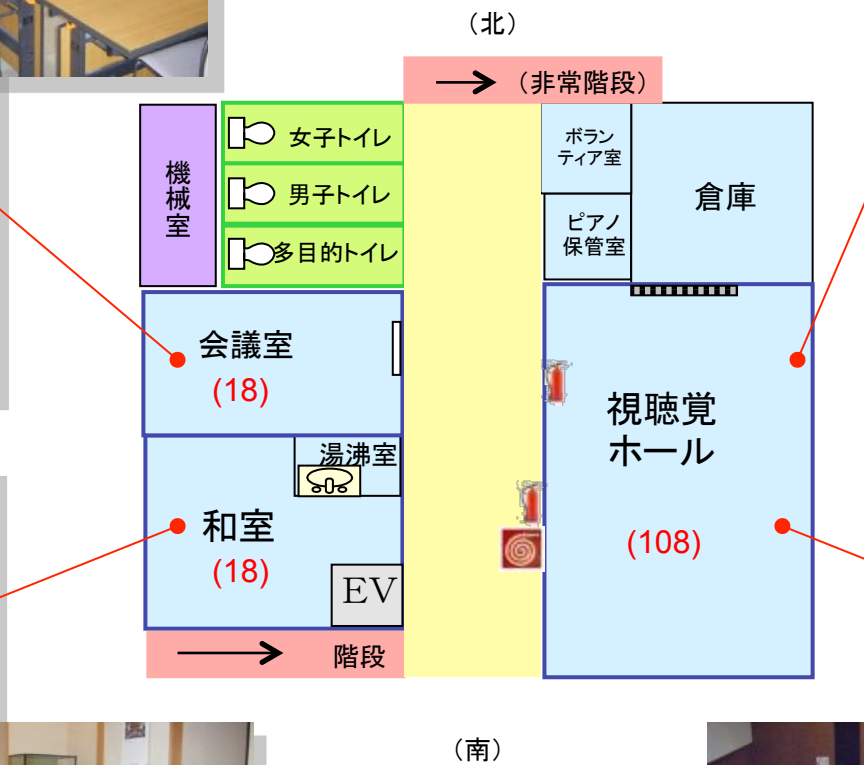 （北）
（非常階段）
女子トイレ
男子トイレ
多目的トイレ
機械室
ボラン
ティア室
ピアノ
保管室
倉庫
会議室
(18)
湯沸室
和室
(18)
EV
階段
視聴覚
ホール
(108)
（南）